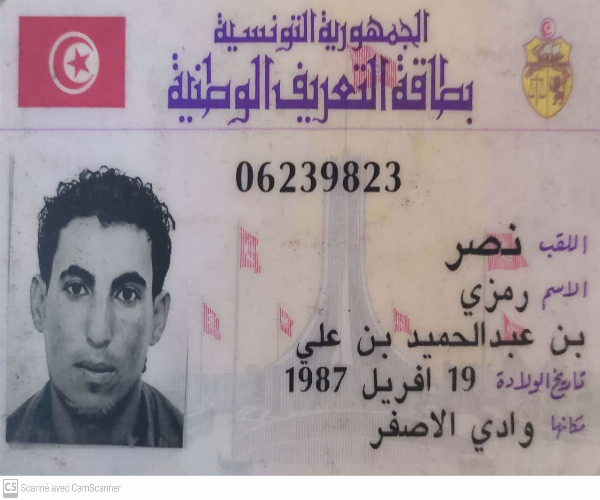 الجمهورية التونسية
بطاقة التعريف الوطنية
06239823
اللقب نصر
الاسم رمزي
بن عبدالحميد بن علي
تاريخ الولادة 19 افريل 1987
مكانها وادي الاصفر
CS Scanné avec CamScanner